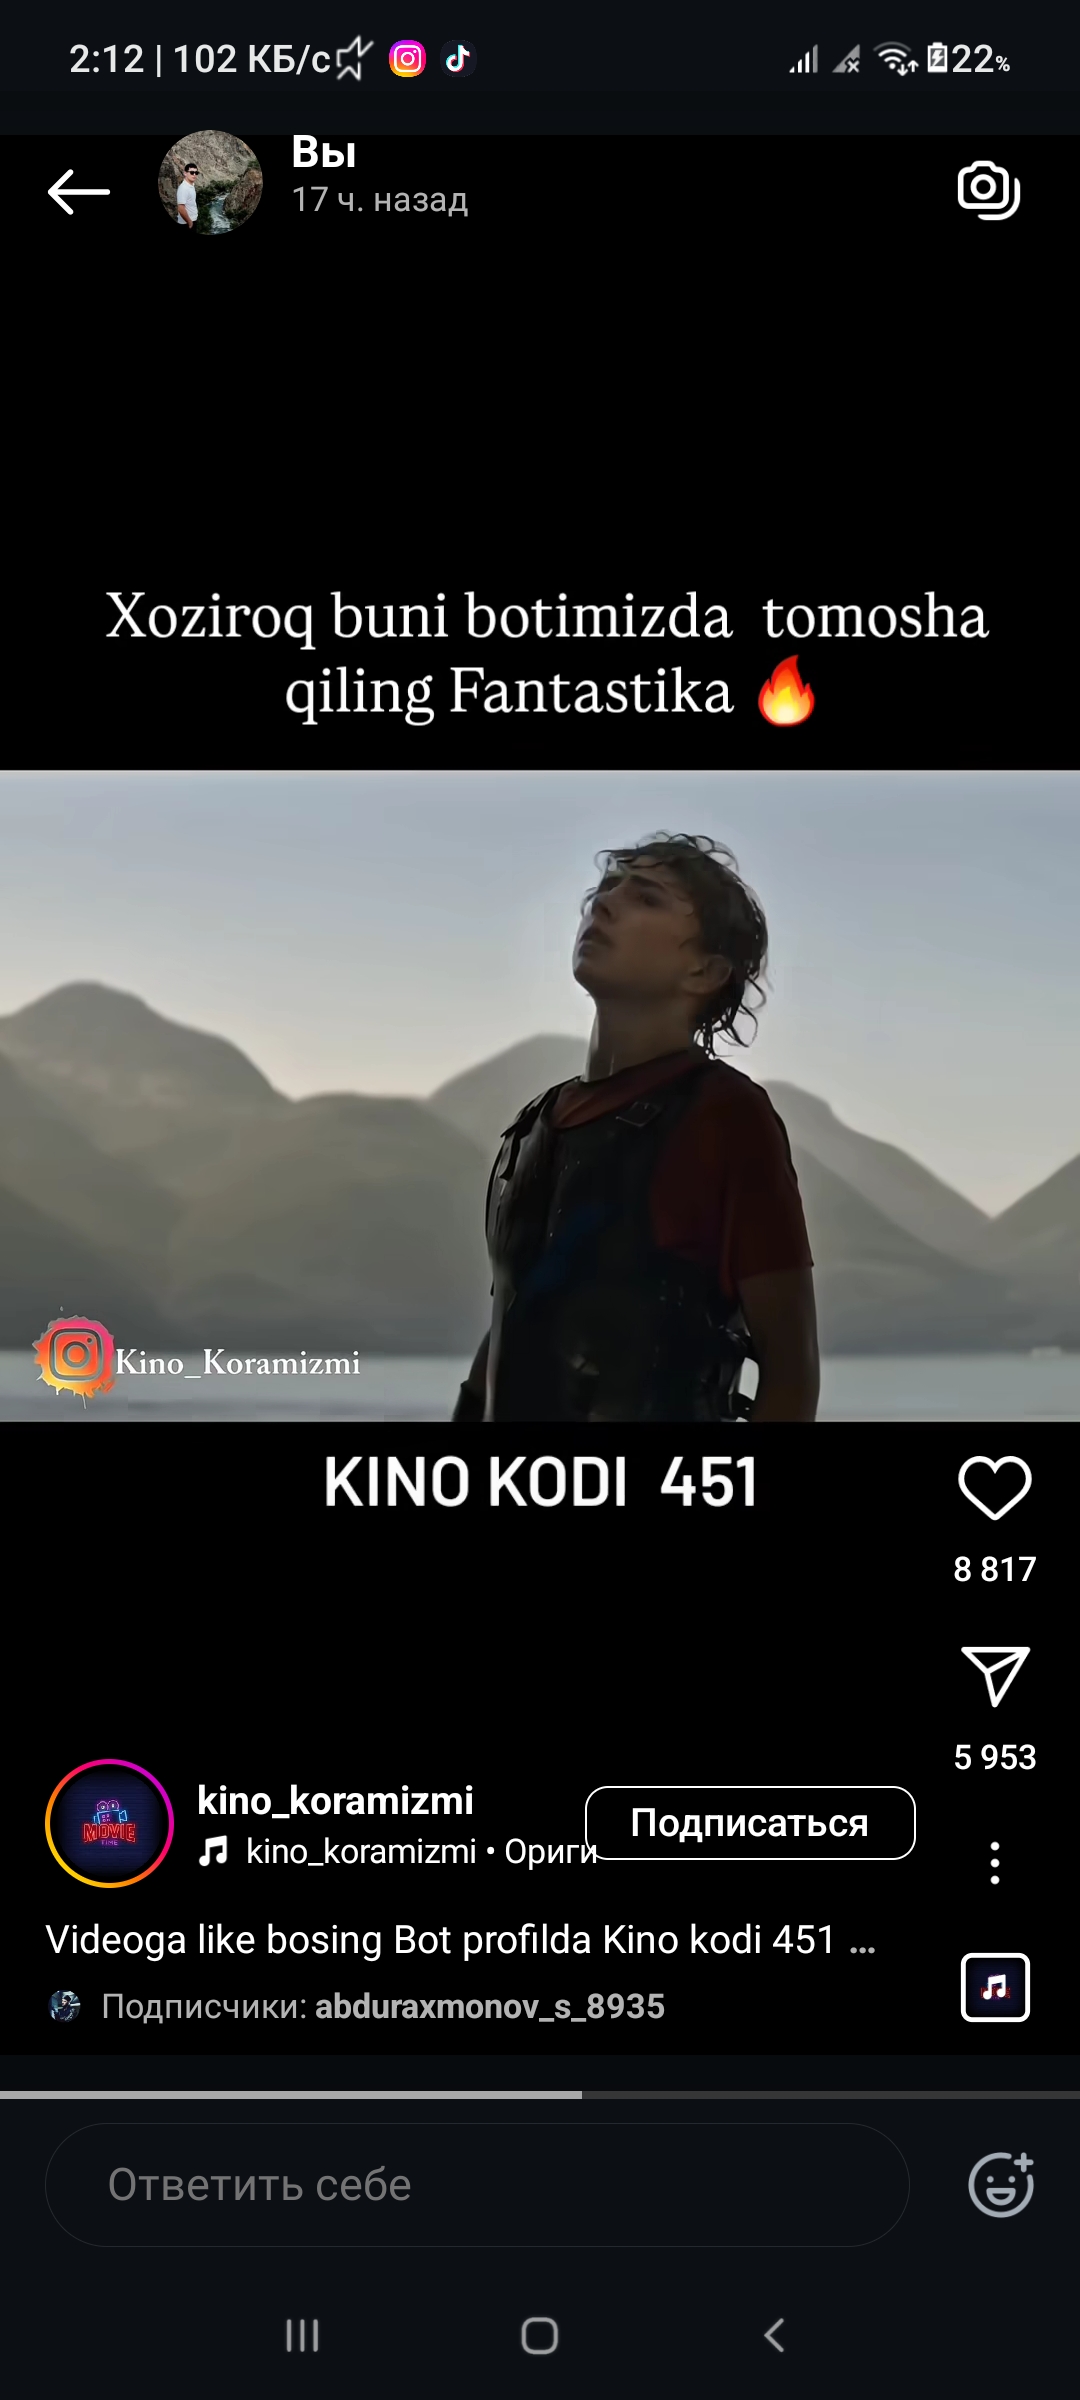 2:12 | 102 КБ/с
22%
Вы
17 ч. назад
Xoziroq buni botimizda tomosha
qiling Fantastika 🔥
Kino_Koramizmi
KINO KODI 451
8 817
5 953
MOVIE
TIME
kino_koramizmi
kino_koramizmi • Ориги
Подписаться
Videoga like bosing Bot profilda Kino kodi 451 ...
Подписчики: abduraxmonov_s_8935
Ответить себе